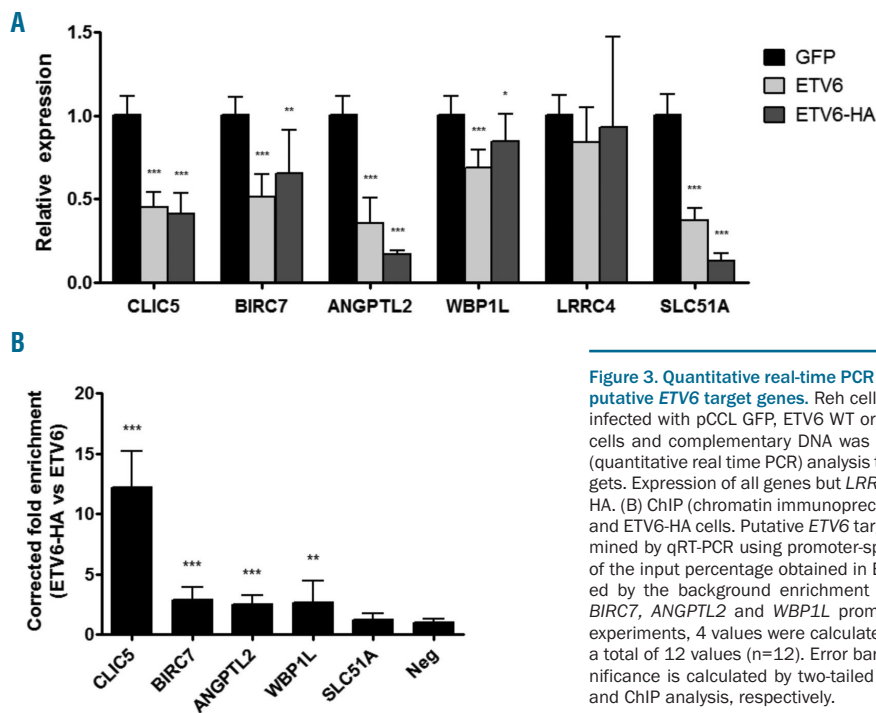 A
1.5
1.0
0.5
0.0
Relative expression
GFP
ETV6
ETV6-HA
*** ***
*** **
*** ***
*** *
*** ***
CLIC5 BIRC7 ANGPTL2 WBP1L LRRC4 SLC51A
B
20
15
10
5
0
Corrected fold enrichment
(ETV6-HA vs ETV6)
*** *** *** **
CLIC5 BIRC7 ANGPTL2 WBP1L SLC51A Neg
Figure 3. Quantitative real-time PCR
putative ETV6 target genes. Reh cell
infected with pCCL GFP, ETV6 WT or
cells and complementary DNA was
(quantitative real time PCR) analysis t
gets. Expression of all genes but LRR
HA. (B) ChIP (chromatin immunoprec
and ETV6-HA cells. Putative ETV6 tar
mined by qRT-PCR using promoter-sp
of the input percentage obtained in E
ed by the background enrichment
BIRC7, ANGPTL2 and WBP1L prom
experiments, 4 values were calculate
a total of 12 values (n=12). Error bar
nificance is calculated by two-tailed
and ChIP analysis, respectively.